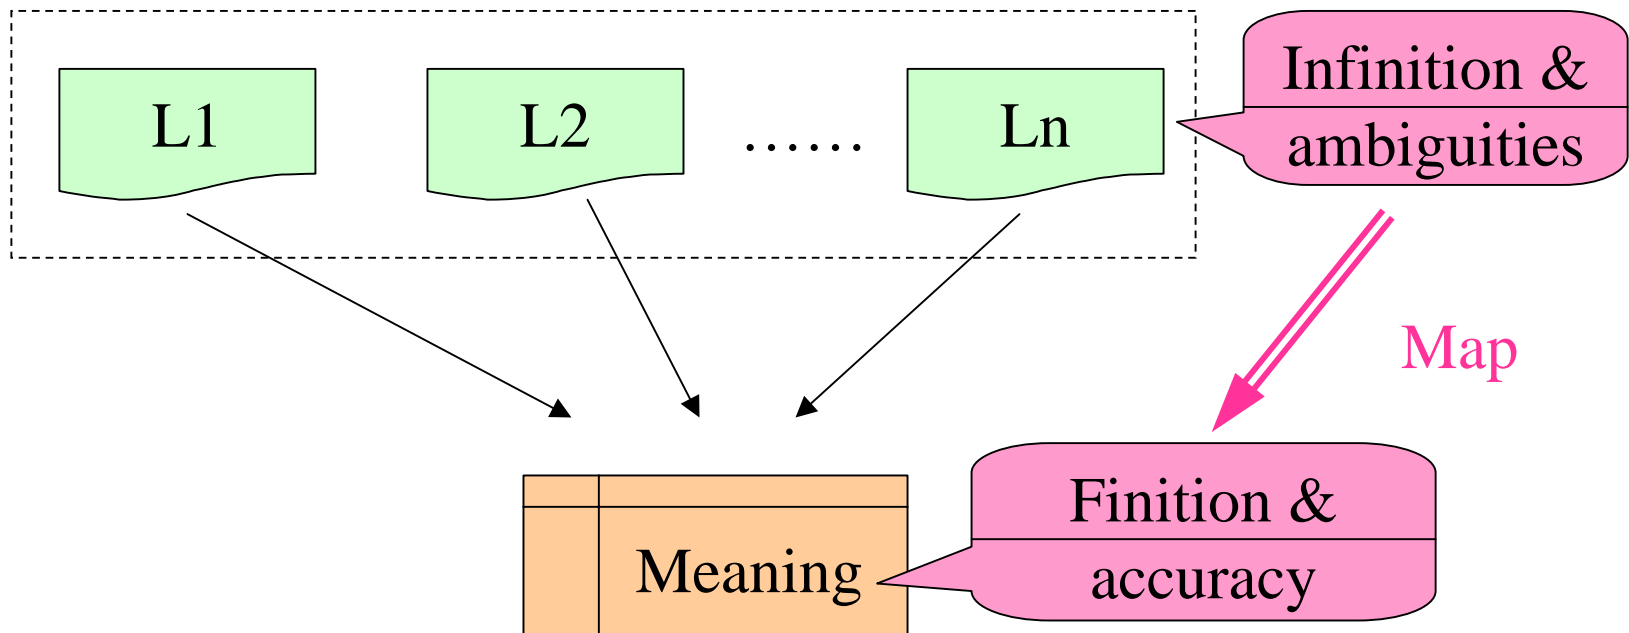 L1
L2
……
Ln
Infinition &
ambiguities
Map
Finition &
accuracy
Meaning